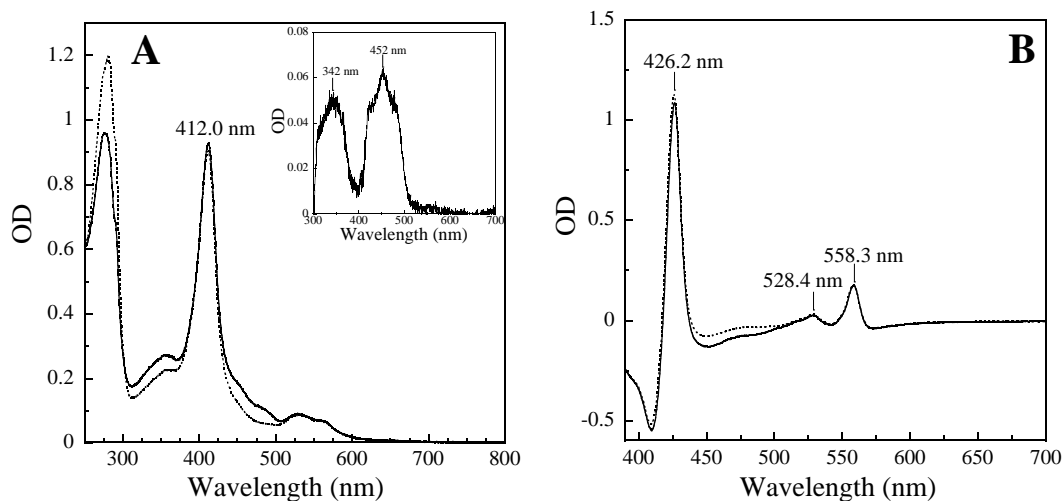 A
412.0 nm
OD
1.2
1
0.8
0.6
0.4
0.2
0
300 400 500 600 700 800
Wavelength (nm)
0.08
0.06
0.04
0.02
0
342 nm
452 nm
OD
300 400 500 600 700
Wavelength (nm)
B
426.2 nm
528.4 nm
558.3 nm
OD
1.5
1
0.5
0
-0.5
400 450 500 550 600 650 700
Wavelength (nm)